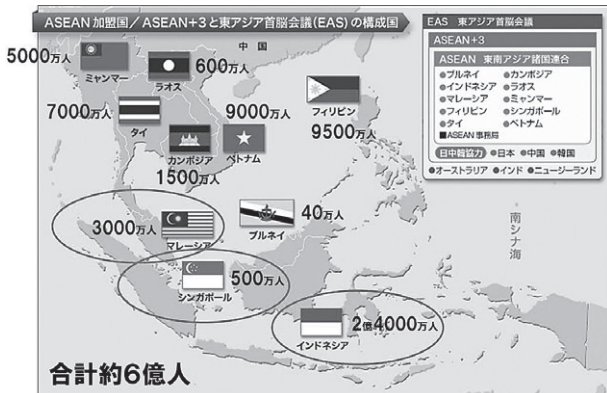 ASEAN 加盟国/ASEAN+3と東アジア首脳会議(EAS)の構成国
EAS 東アジア首脳会議
ASEAN+3
ASEAN 東南アジア諸国連合
●ブルネイ ●カンボジア
●インドネシア ●ラオス
●マレーシア ●ミャンマー
●フィリピン ●シンガポール
●タイ ●ベトナム
■ASEAN事務局
日中韓協力 ●日本 ●中国 ●韓国
●オーストラリア ●インド ●ニュージーランド
中国
5000万人
ミャンマー
600万人
ラオス
7000万人
タイ
9000万人
ベトナム
フィリピン
9500万人
カンボジア
1500万人
3000万人
マレーシア
40万人
ブルネイ
南シナ海
500万人
シンガポール
2億4000万人
インドネシア
合計約6億人